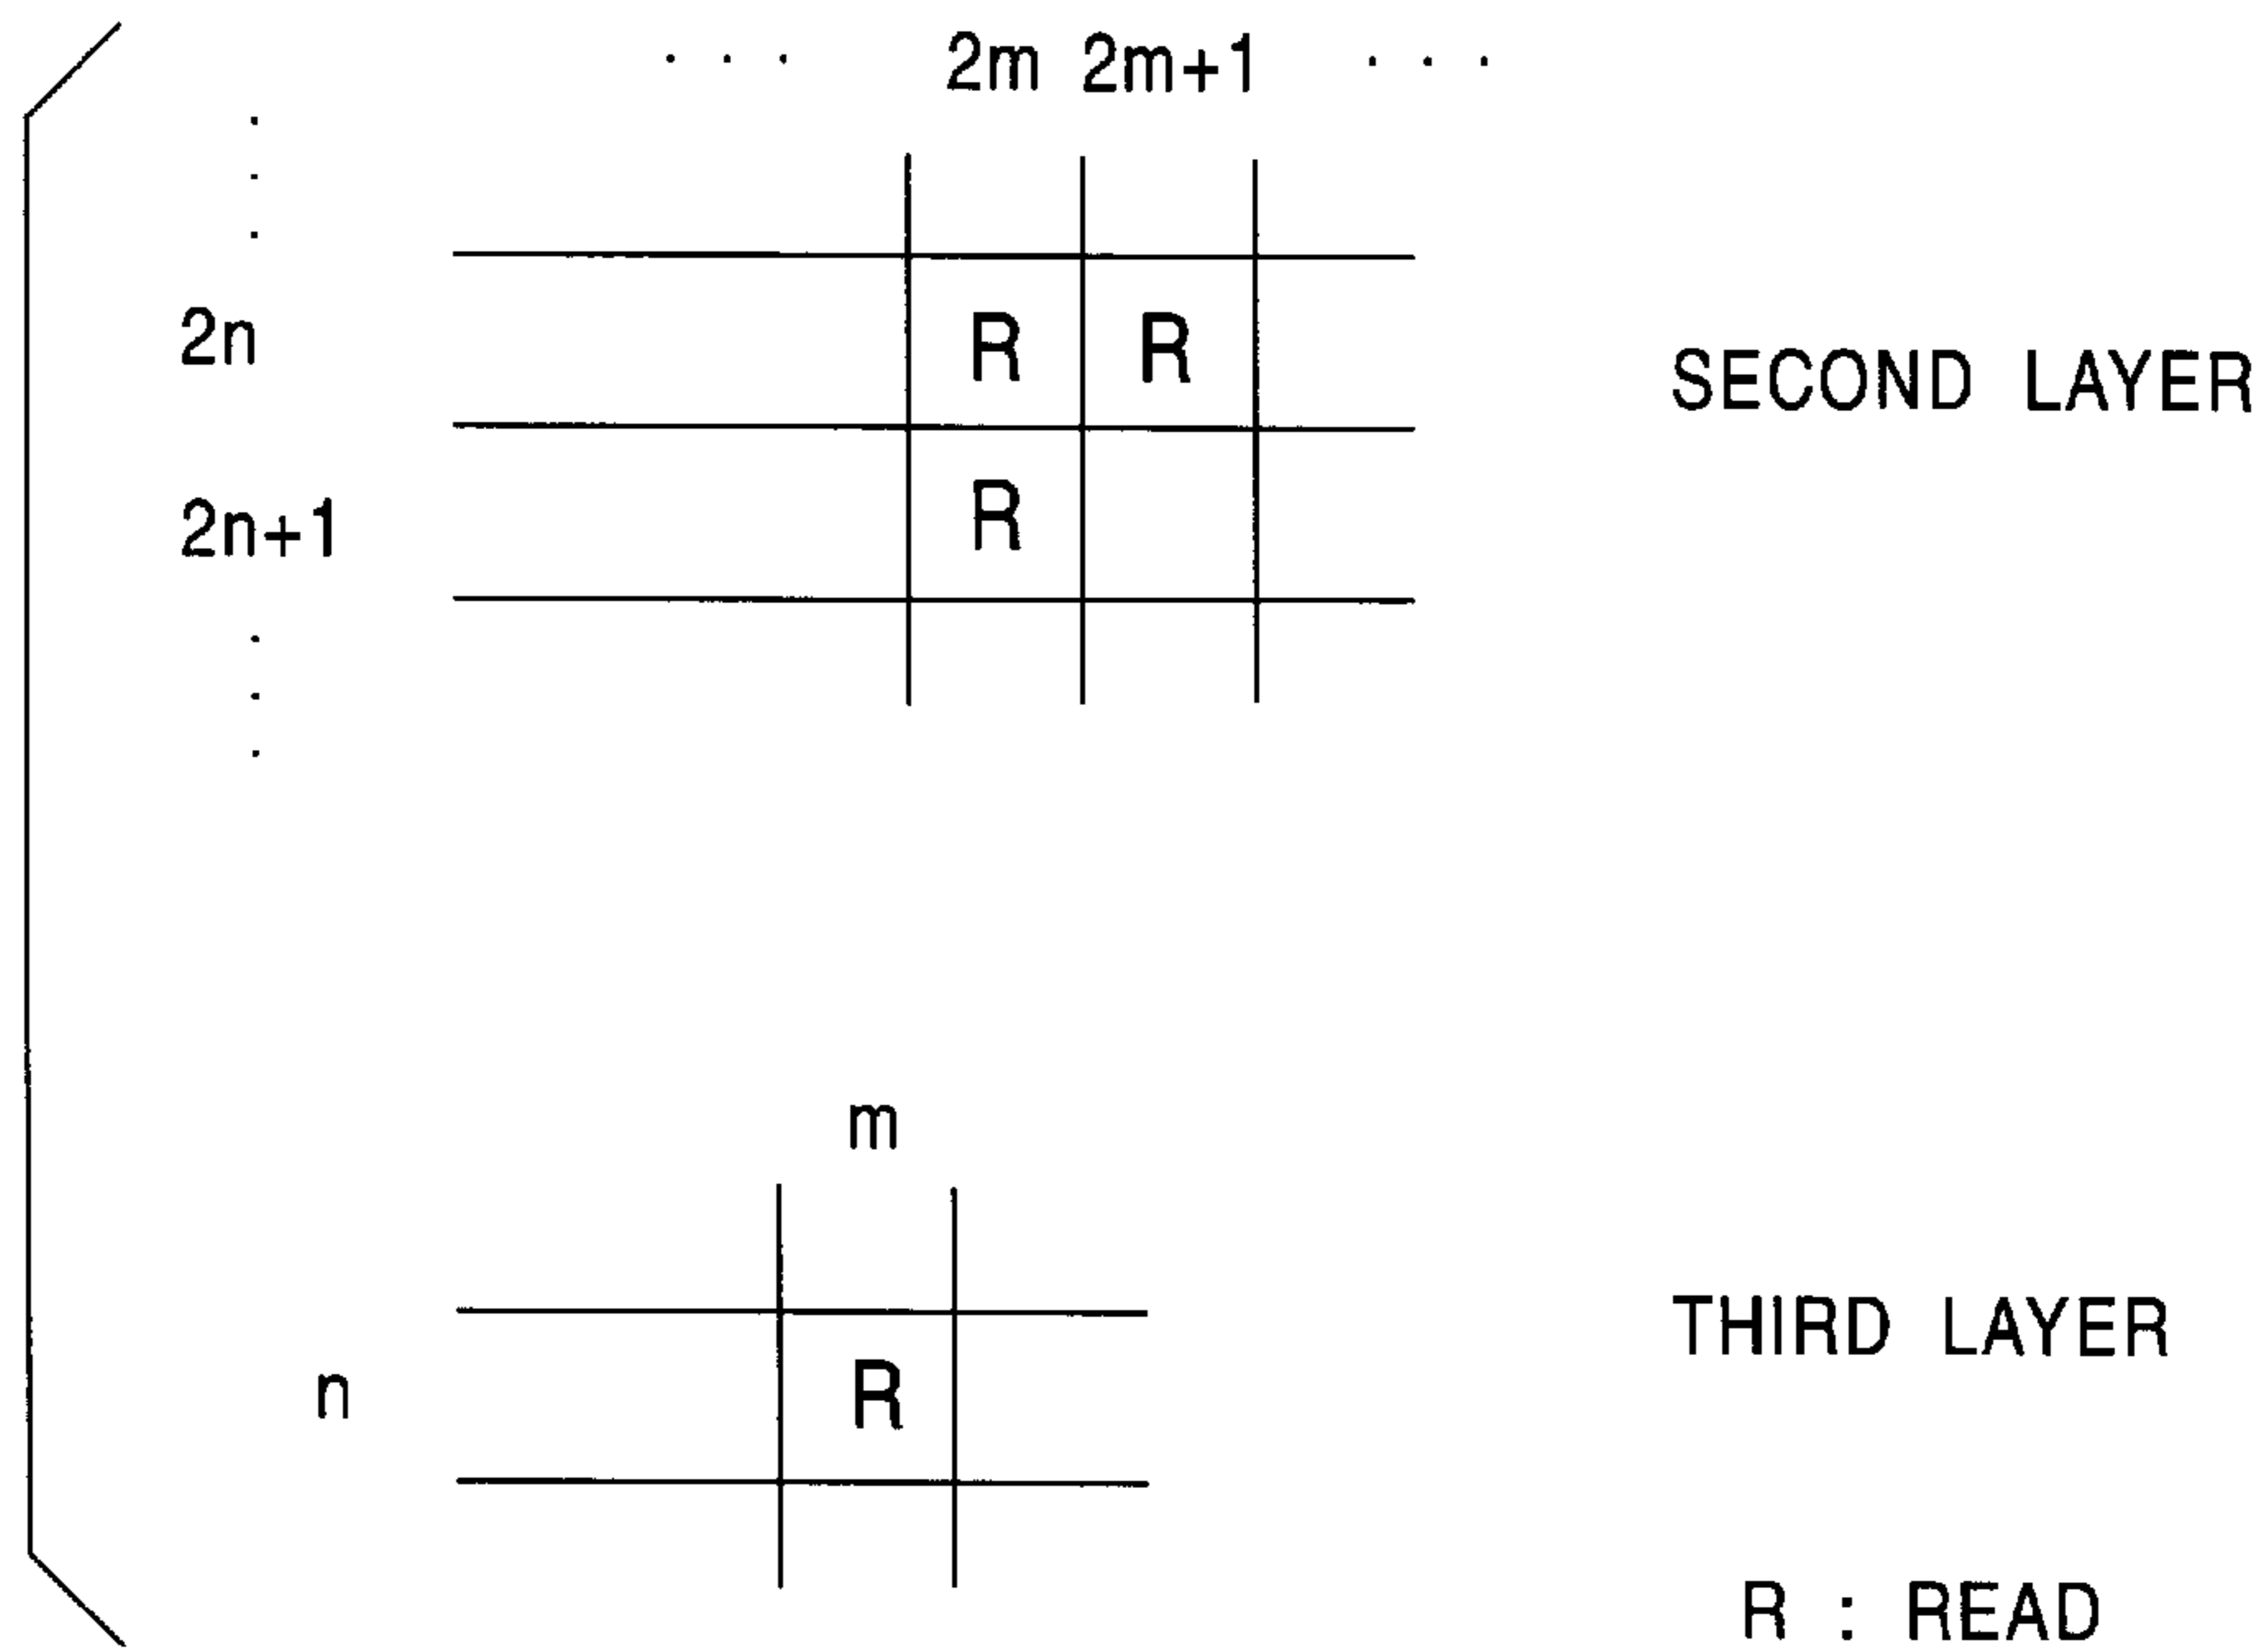 . . . 2m 2m+1 . . .
2n R R SECOND LAYER
2n+1 R
m
n R THIRD LAYER
R : READ